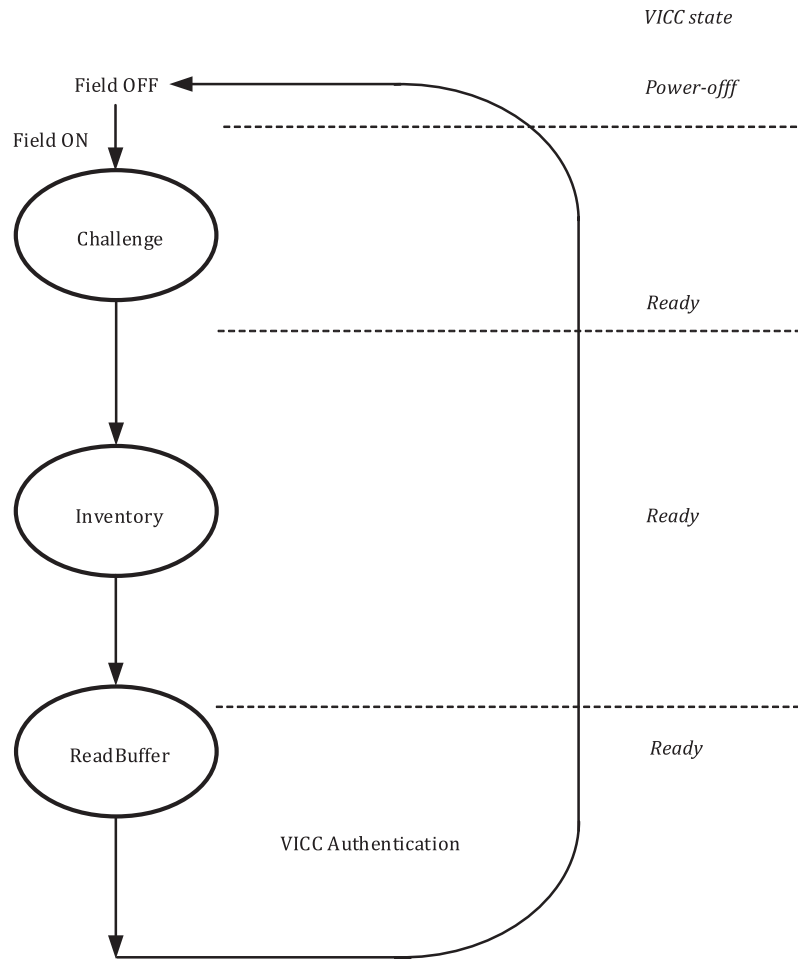 VICC state
Field OFF
Power-offf
Field ON
Challenge
Ready
Inventory
Ready
ReadBuffer
Ready
VICC Authentication